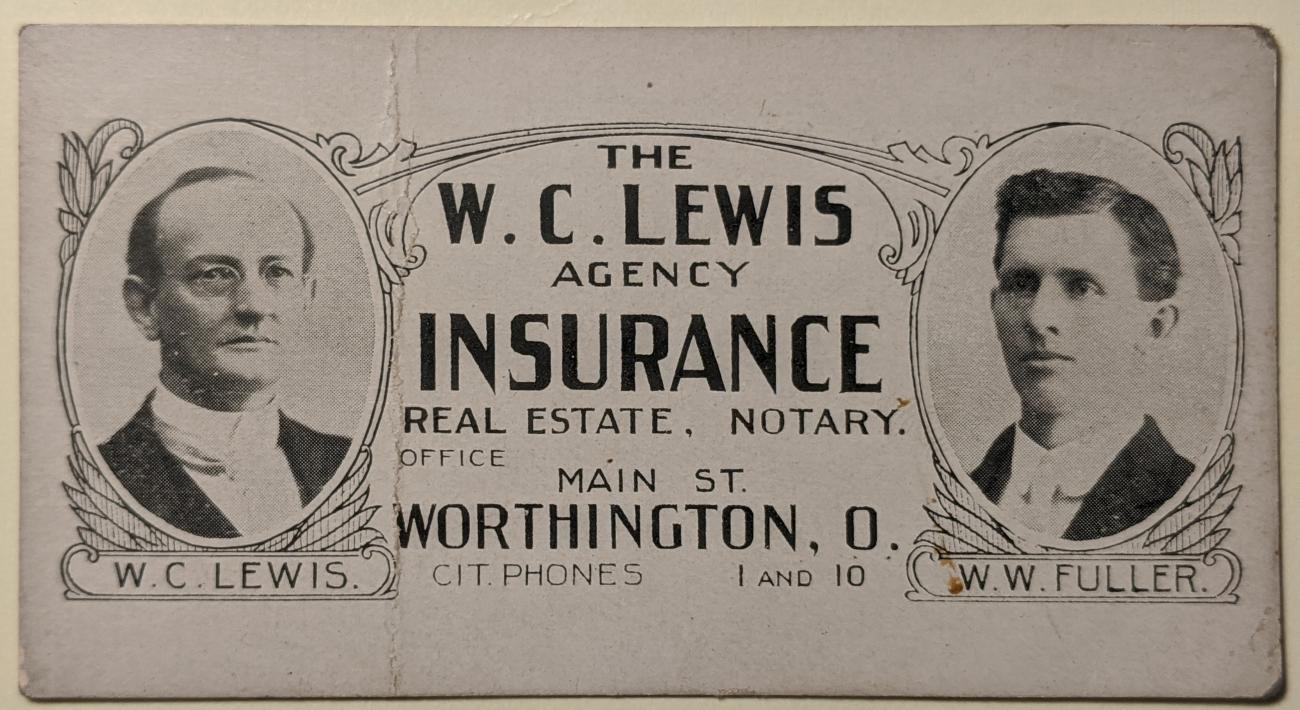 THE
W. C. LEWIS
AGENCY
INSURANCE
REAL ESTATE, NOTARY.
OFFICE
MAIN ST.
WORTHINGTON, O.
CIT. PHONES 1 AND 10
W. C. LEWIS.
W. W. FULLER.